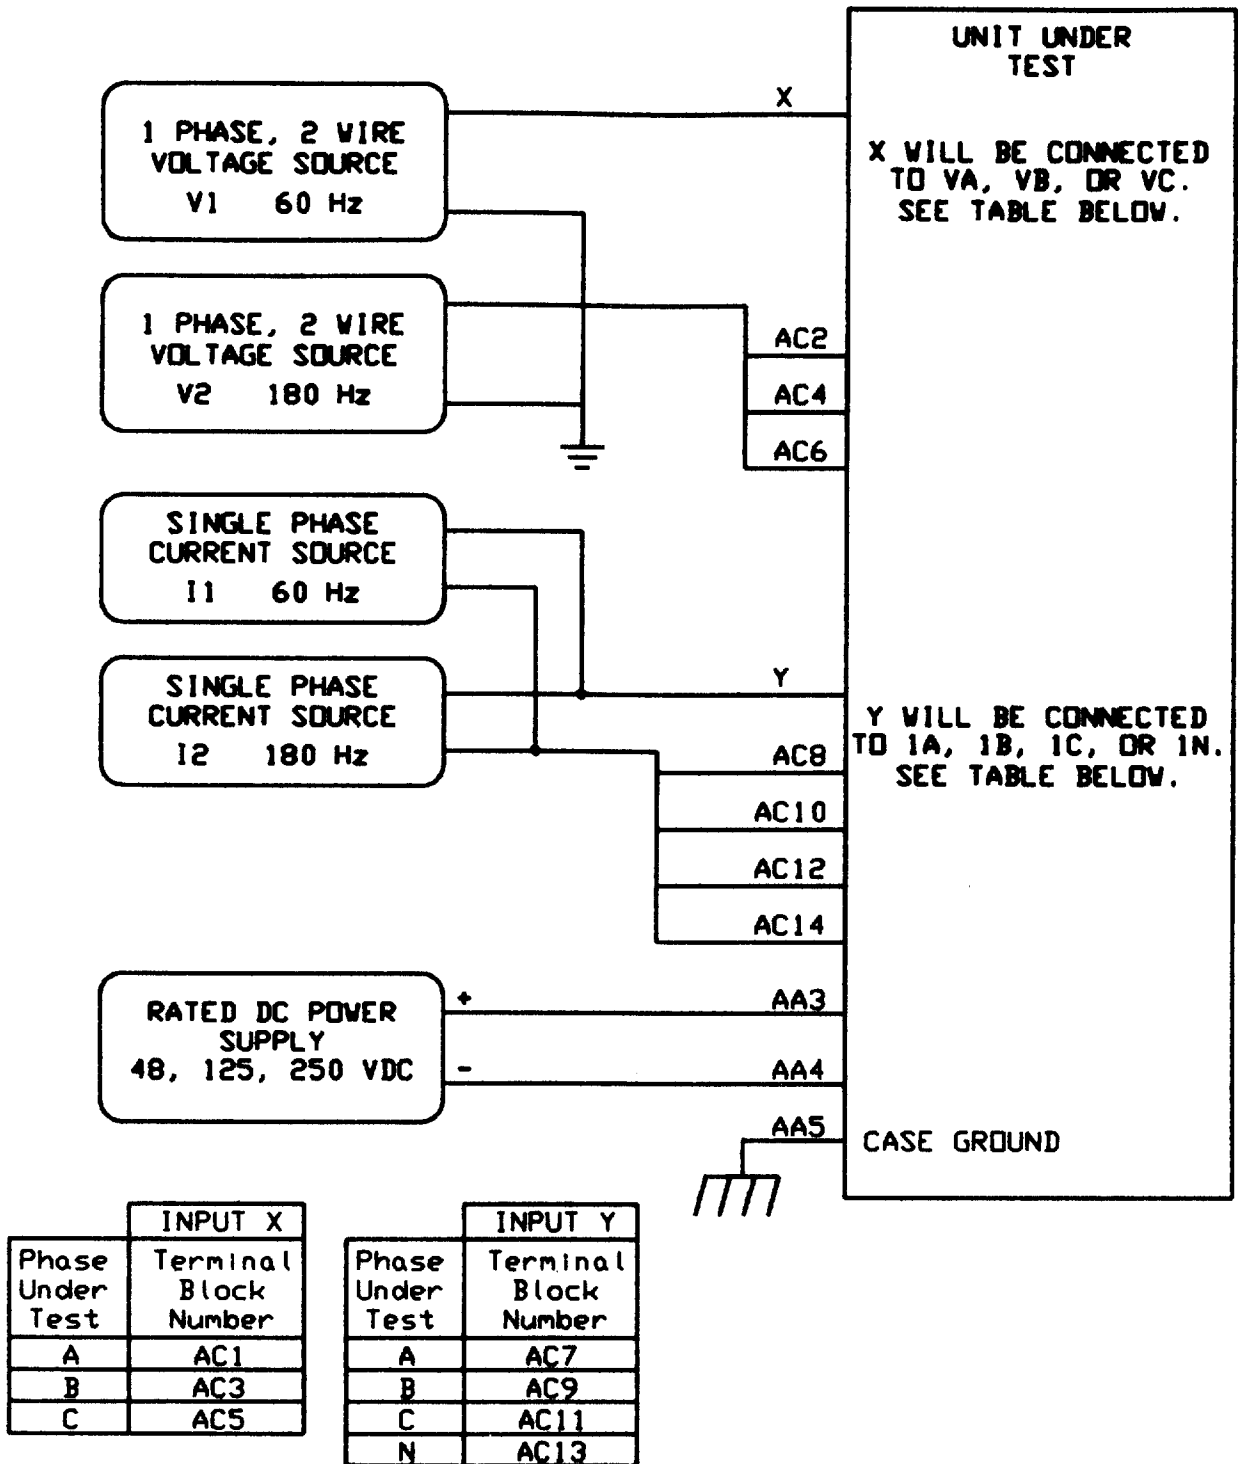 UNIT UNDER
TEST
X
1 PHASE, 2 WIRE
VOLTAGE SOURCE
V1 60 Hz
X WILL BE CONNECTED
TO VA, VB, OR VC.
SEE TABLE BELOW.
1 PHASE, 2 WIRE
VOLTAGE SOURCE
V2 180 Hz
AC2
AC4
AC6
SINGLE PHASE
CURRENT SOURCE
I1 60 Hz
SINGLE PHASE
CURRENT SOURCE
I2 180 Hz
Y
Y WILL BE CONNECTED
TO 1A, 1B, 1C, OR 1N.
SEE TABLE BELOW.
AC8
AC10
AC12
AC14
RATED DC POWER
SUPPLY
48, 125, 250 VDC
+
-
AA3
AA4
AA5
CASE GROUND
INPUT X
Phase Under Test Terminal Block Number
A AC1
B AC3
C AC5
INPUT Y
Phase Under Test Terminal Block Number
A AC7
B AC9
C AC11
N AC13